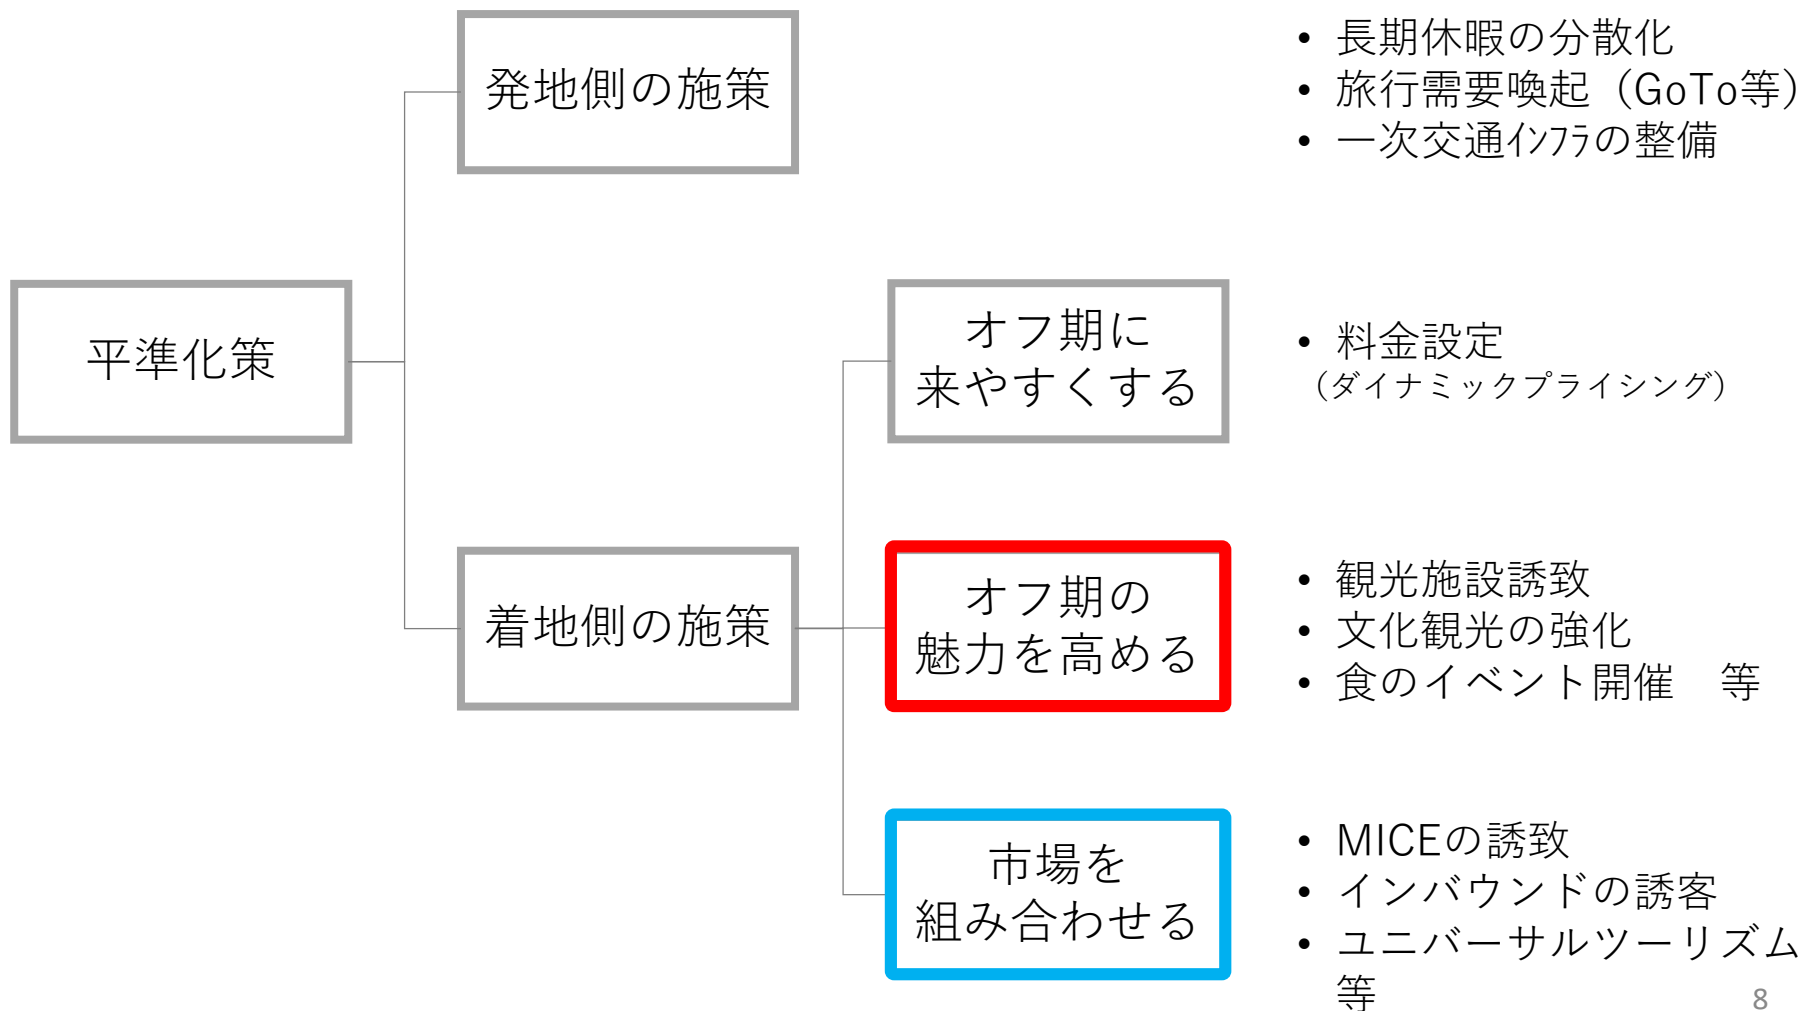 発地側の施策
• 長期休暇の分散化
• 旅行需要喚起（GoTo等）
• 一次交通ｲﾝﾌﾗの整備
平準化策
オフ期に
来やすくする
• 料金設定
（ダイナミックプライシング）
着地側の施策
オフ期の
魅力を高める
• 観光施設誘致
• 文化観光の強化
• 食のイベント開催　等
市場を
組み合わせる
• MICEの誘致
• インバウンドの誘客
• ユニバーサルツーリズム
等
8